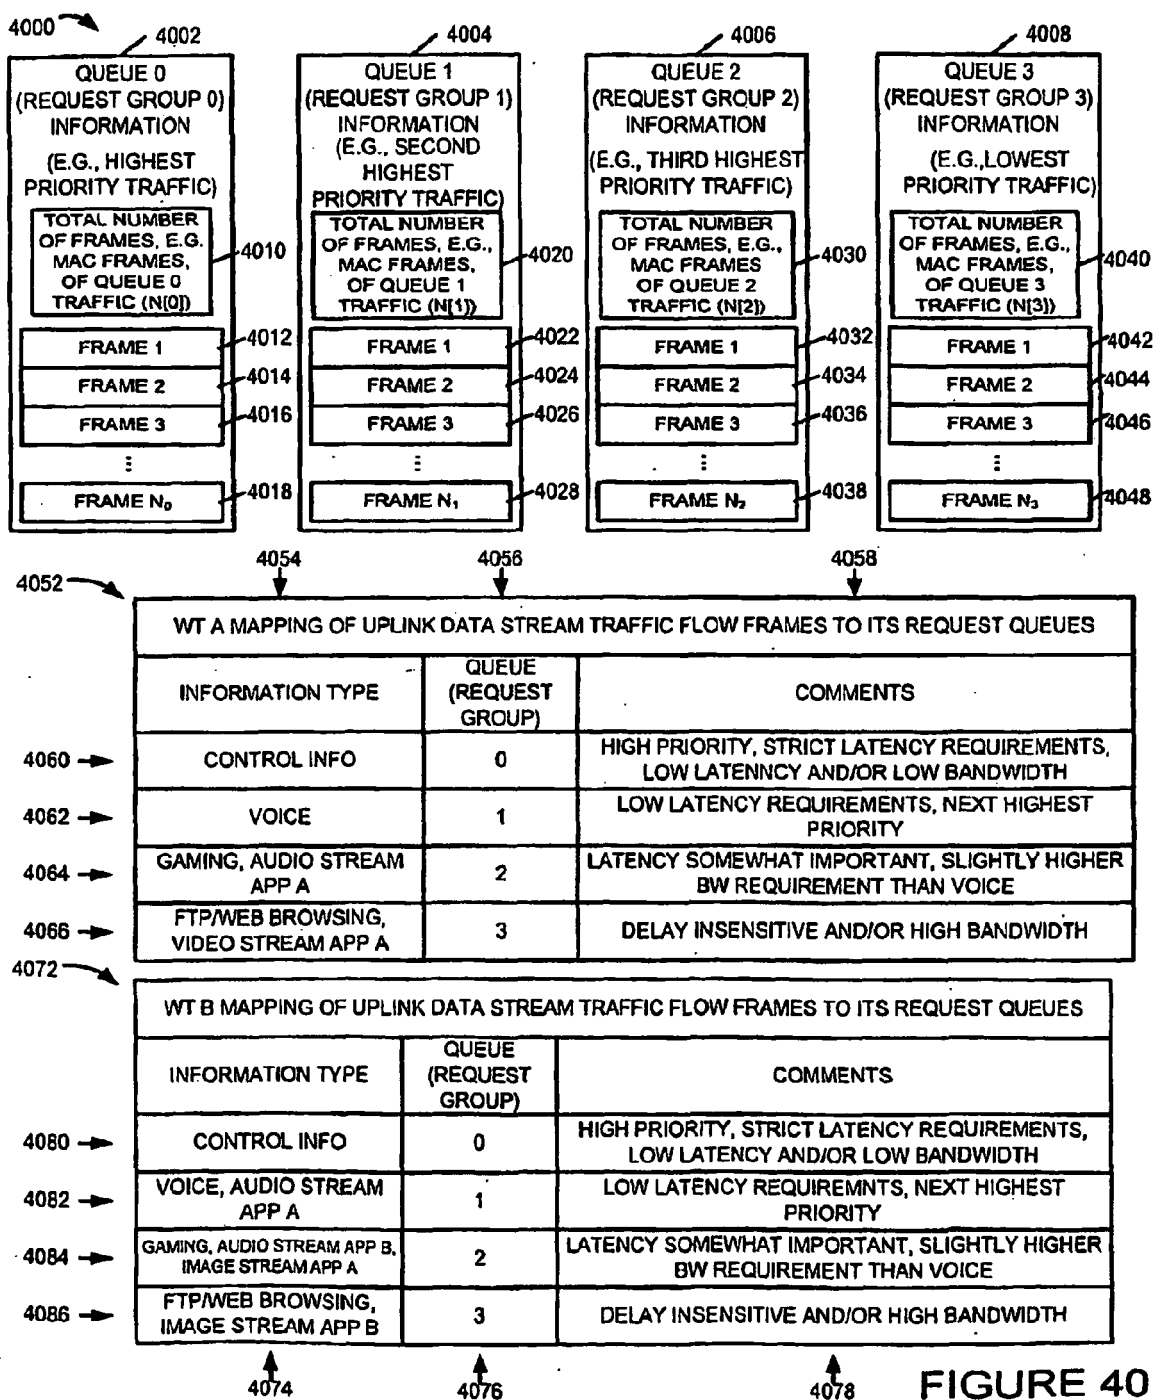 4000
4002
QUEUE 0
(REQUEST GROUP 0)
INFORMATION
(E.G., HIGHEST
PRIORITY TRAFFIC)
TOTAL NUMBER
OF FRAMES, E.G.
MAC FRAMES,
OF QUEUE 0
TRAFFIC (N[0])
4010
FRAME 1
4012
FRAME 2
4014
FRAME 3
4016
⋮
FRAME N₀
4018
4004
QUEUE 1
(REQUEST GROUP 1)
INFORMATION
(E.G., SECOND
HIGHEST
PRIORITY TRAFFIC)
TOTAL NUMBER
OF FRAMES, E.G.,
MAC FRAMES,
OF QUEUE 1
TRAFFIC (N[1])
4020
FRAME 1
4022
FRAME 2
4024
FRAME 3
4026
⋮
FRAME N₁
4028
4006
QUEUE 2
(REQUEST GROUP 2)
INFORMATION
(E.G., THIRD HIGHEST
PRIORITY TRAFFIC)
TOTAL NUMBER
OF FRAMES, E.G.,
MAC FRAMES
OF QUEUE 2
TRAFFIC (N[2])
4030
FRAME 1
4032
FRAME 2
4034
FRAME 3
4036
⋮
FRAME N₂
4038
4008
QUEUE 3
(REQUEST GROUP 3)
INFORMATION
(E.G.,LOWEST
PRIORITY TRAFFIC)
TOTAL NUMBER
OF FRAMES, E.G.,
MAC FRAMES,
OF QUEUE 3
TRAFFIC (N[3])
4040
FRAME 1
4042
FRAME 2
4044
FRAME 3
4046
⋮
FRAME N₃
4048
4052
4054
4056
4058
WT A MAPPING OF UPLINK DATA STREAM TRAFFIC FLOW FRAMES TO ITS REQUEST QUEUES
INFORMATION TYPE
QUEUE
(REQUEST
GROUP)
COMMENTS
4060
CONTROL INFO
0
HIGH PRIORITY, STRICT LATENCY REQUIREMENTS,
LOW LATENNCY AND/OR LOW BANDWIDTH
4062
VOICE
1
LOW LATENCY REQUIREMENTS, NEXT HIGHEST
PRIORITY
4064
GAMING, AUDIO STREAM
APP A
2
LATENCY SOMEWHAT IMPORTANT, SLIGHTLY HIGHER
BW REQUIREMENT THAN VOICE
4066
FTP/WEB BROWSING,
VIDEO STREAM APP A
3
DELAY INSENSITIVE AND/OR HIGH BANDWIDTH
4072
WT B MAPPING OF UPLINK DATA STREAM TRAFFIC FLOW FRAMES TO ITS REQUEST QUEUES
INFORMATION TYPE
QUEUE
(REQUEST
GROUP)
COMMENTS
4080
CONTROL INFO
0
HIGH PRIORITY, STRICT LATENCY REQUIREMENTS,
LOW LATENCY AND/OR LOW BANDWIDTH
4082
VOICE, AUDIO STREAM
APP A
1
LOW LATENCY REQUIREMNTS, NEXT HIGHEST
PRIORITY
4084
GAMING, AUDIO STREAM APP B,
IMAGE STREAM APP A
2
LATENCY SOMEWHAT IMPORTANT, SLIGHTLY HIGHER
BW REQUIREMENT THAN VOICE
4086
FTP/WEB BROWSING,
IMAGE STREAM APP B
3
DELAY INSENSITIVE AND/OR HIGH BANDWIDTH
4074
4076
4078
FIGURE 40